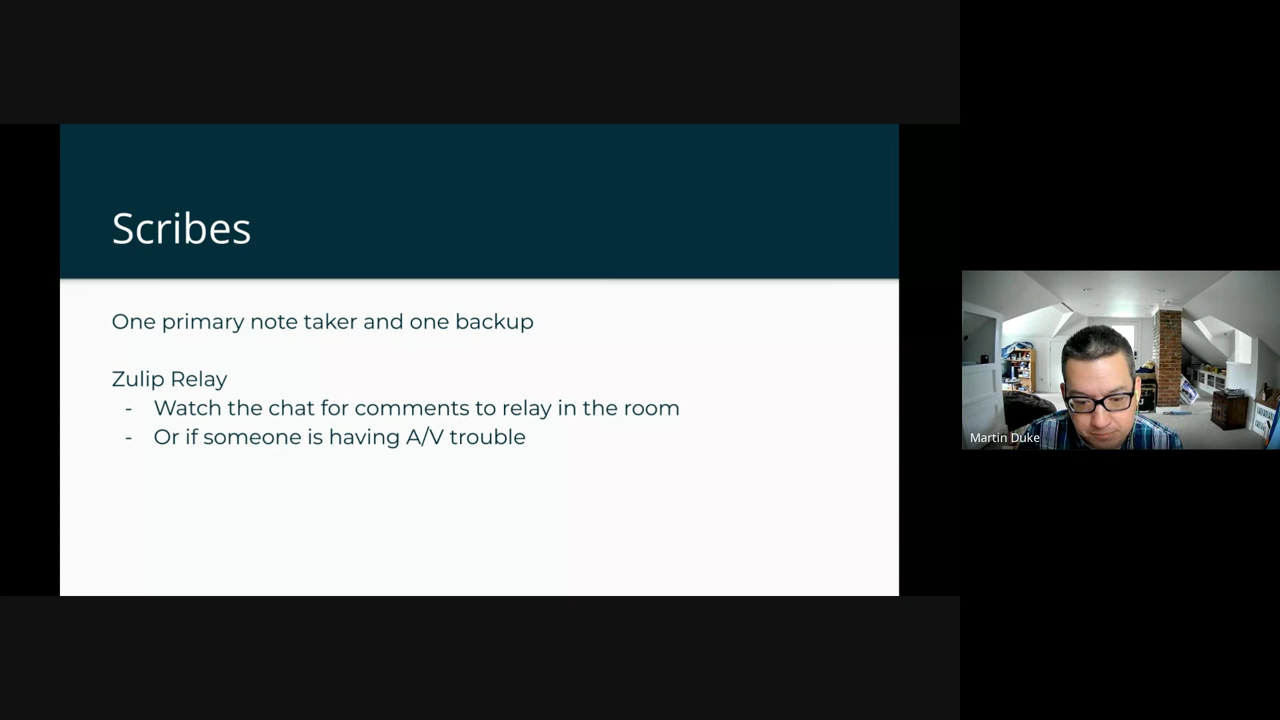 Scribes
One primary note taker and one backup
Zulip Relay
- Watch the chat for comments to relay in the room
- Or if someone is having A/V trouble
Martin Duke